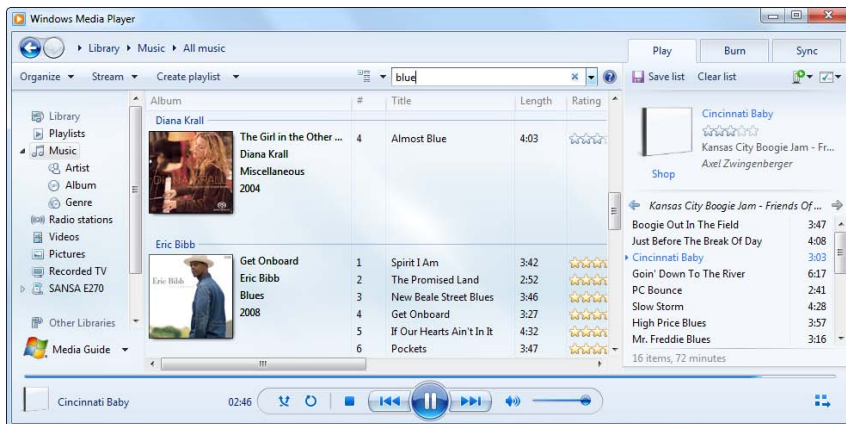 Windows Media Player
Library Music All music
Play Burn Sync
Organize Stream Create playlist blue Save list Clear list
Album # Title Length Rating
Library
Playlists
Music
Artist
Album
Genre
Radio stations
Videos
Pictures
Recorded TV
SANSA E270
Other Libraries
Media Guide
Diana Krall
The Girl in the Other ... 4 Almost Blue 4:03
Diana Krall
Miscellaneous
2004
Eric Bibb
Eric Bibb
Get Onboard 1 Spirit I Am 3:42
Eric Bibb 2 The Promised Land 2:52
Blues 3 New Beale Street Blues 3:46
2008 4 Get Onboard 3:27
5 If Our Hearts Ain't In It 4:32
6 Pockets 3:47
Cincinnati Baby
Kansas City Boogie Jam - Fr...
Axel Zwingenberger
Shop
Kansas City Boogie Jam - Friends Of ...
Boogie Out In The Field 3:47
Just Before The Break Of Day 4:08
Cincinnati Baby 3:03
Goin' Down To The River 6:17
PC Bounce 2:41
Slow Storm 4:28
High Price Blues 3:57
Mr. Freddie Blues 3:16
16 items, 72 minutes
Cincinnati Baby 02:46